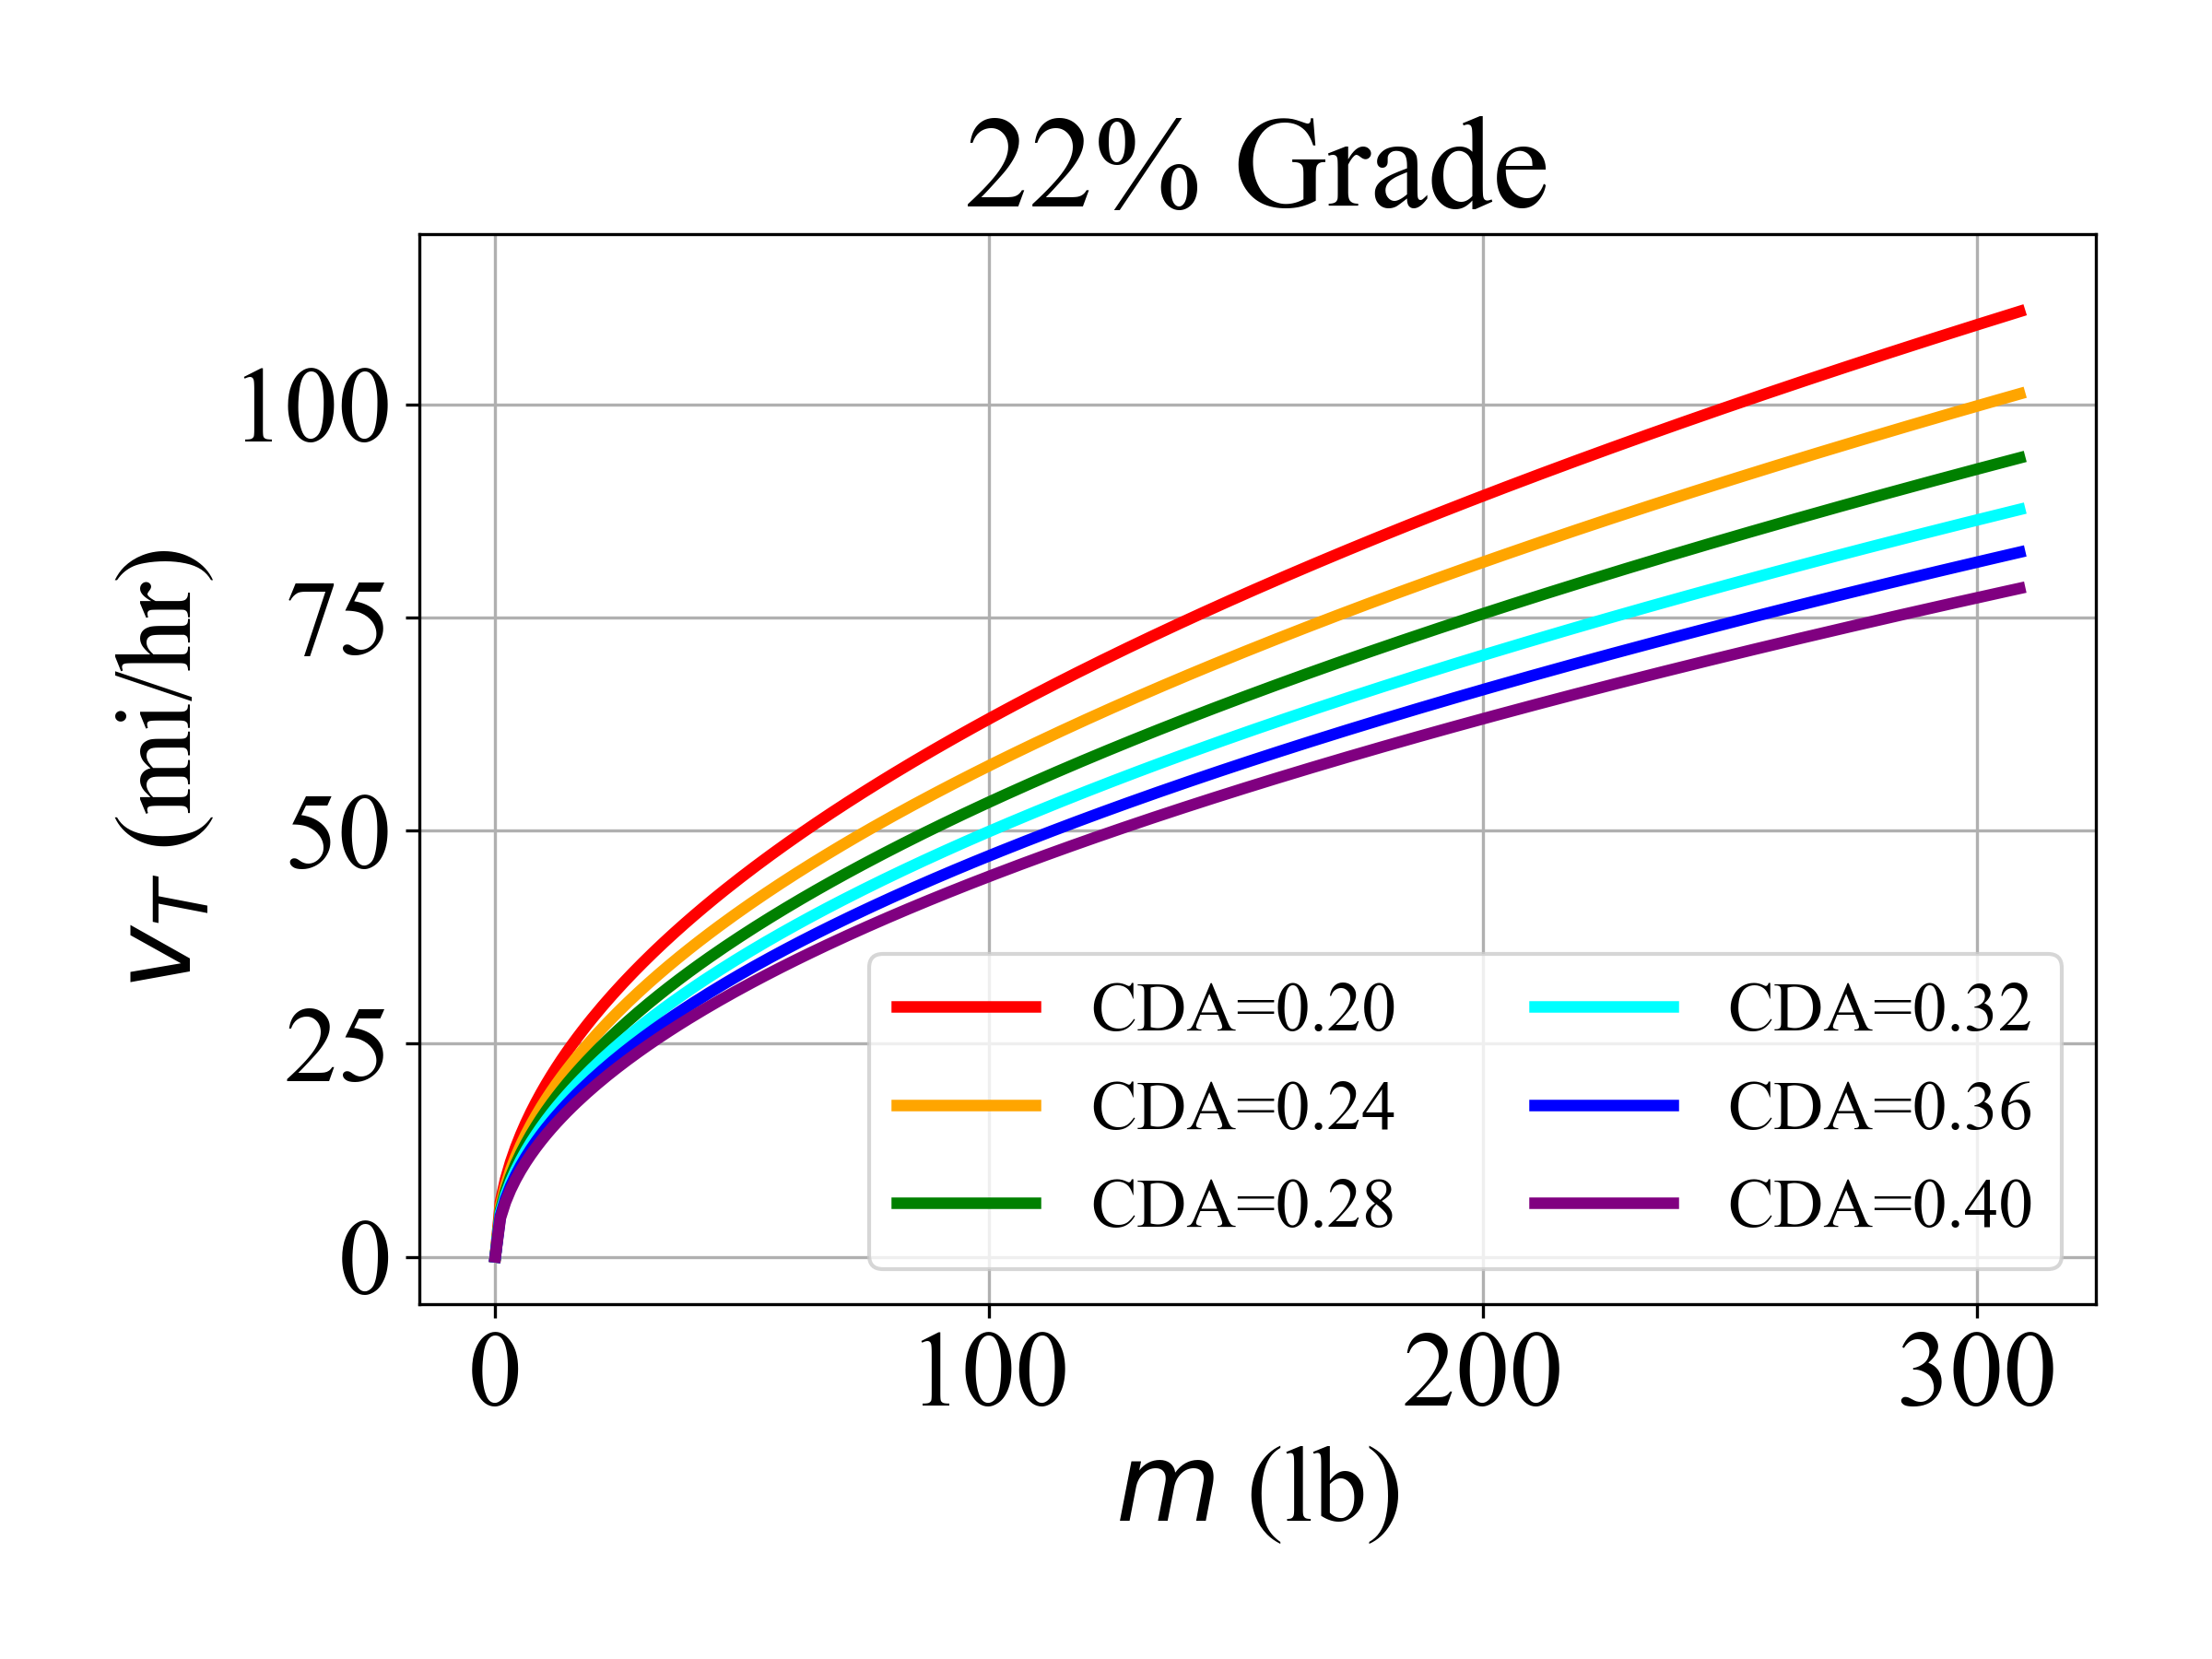 22% Grade
v_T (mi/hr)
100
75
50
25
0
CDA=0.20
CDA=0.24
CDA=0.28
CDA=0.32
CDA=0.36
CDA=0.40
0 100 200 300
m (lb)